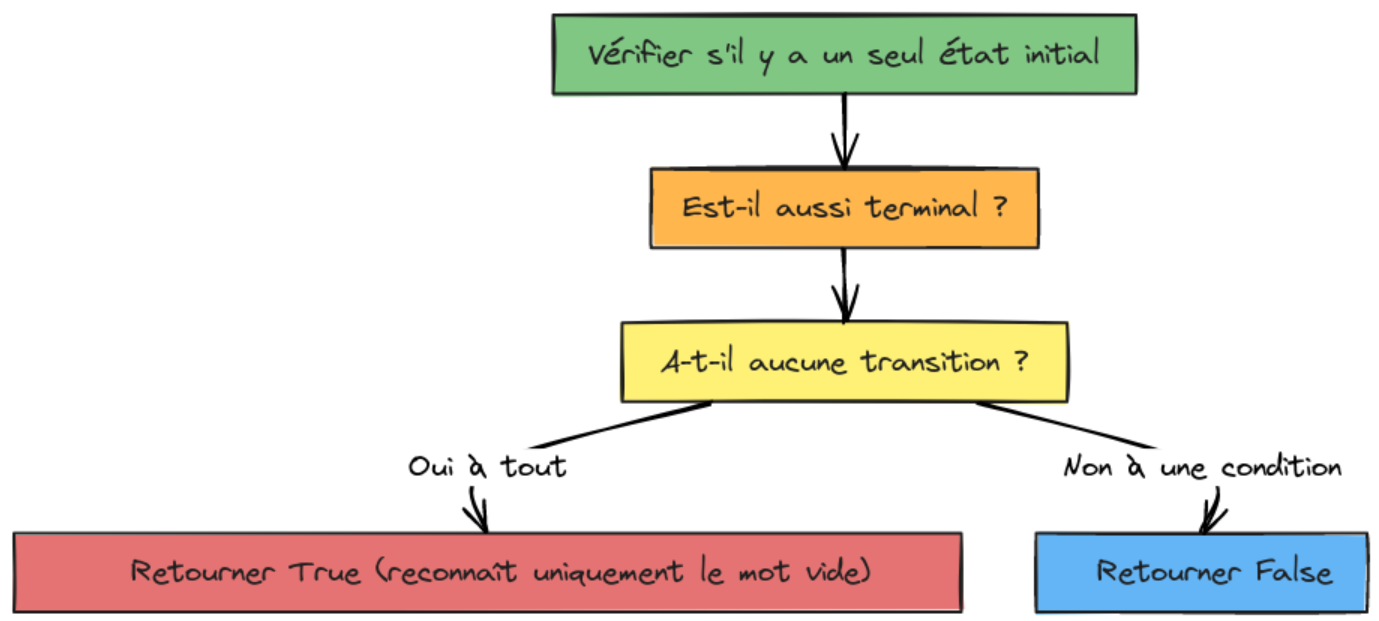 Vérifier s'il y a un seul état initial
Est-il aussi terminal ?
A-t-il aucune transition ?
Oui à tout
Non à une condition
Retourner True (reconnaît uniquement le mot vide)
Retourner False